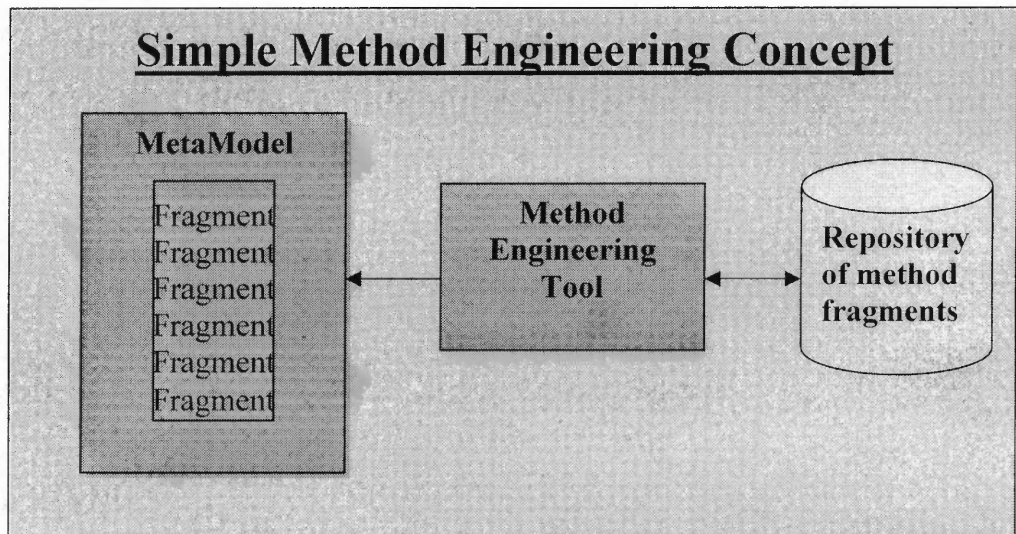 Simple Method Engineering Concept
MetaModel
Fragment
Fragment
Fragment
Fragment
Fragment
Fragment
Method
Engineering
Tool
Repository
of method
fragments